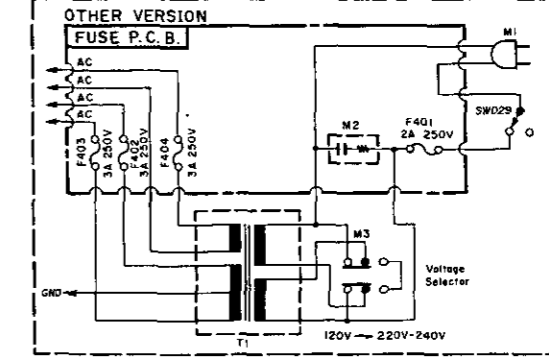 OTHER VERSION
FUSE P.C.B.
M1
AC
AC
AC
AC
SWD29
M2
F401
2A 250V
F403
3A 250V
F402
3A 250V
F404
3A 250V
M3
Voltage
Selector
GND
T1
120V → 220V-240V